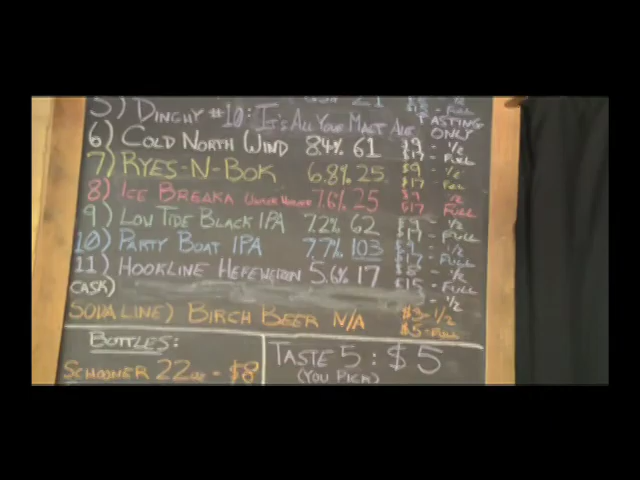 5) DINGHY #10: IT'S ALL YOUR MALT ALE TASTING ONLY
6) COLD NORTH WIND 8.4% 61 $9 - 1/2 $17 - FULL
7) RYES-N-BOK 6.8% 25 $9 - 1/2 $17 - FULL
8) ICE BREAKA 7.6% 25 $9 - 1/2 $17 FULL
9) LOW TIDE BLACK IPA 7.2% 62 $9 - 1/2 $17 - FULL
10) PARTY BOAT IPA 7.7% 103 $9 - 1/2 $17 - FULL
11) HOOKLINE HEFEWEIZEN 5.6% 17 $8 - 1/2 $15 - FULL
CASK) - 1/2
SODA LINE) BIRCH BEER N/A $3 - 1/2 $5 - FULL
BOTTLES:
SCHOONER 22oz - $8
TASTE 5: $5
(YOU PICK)